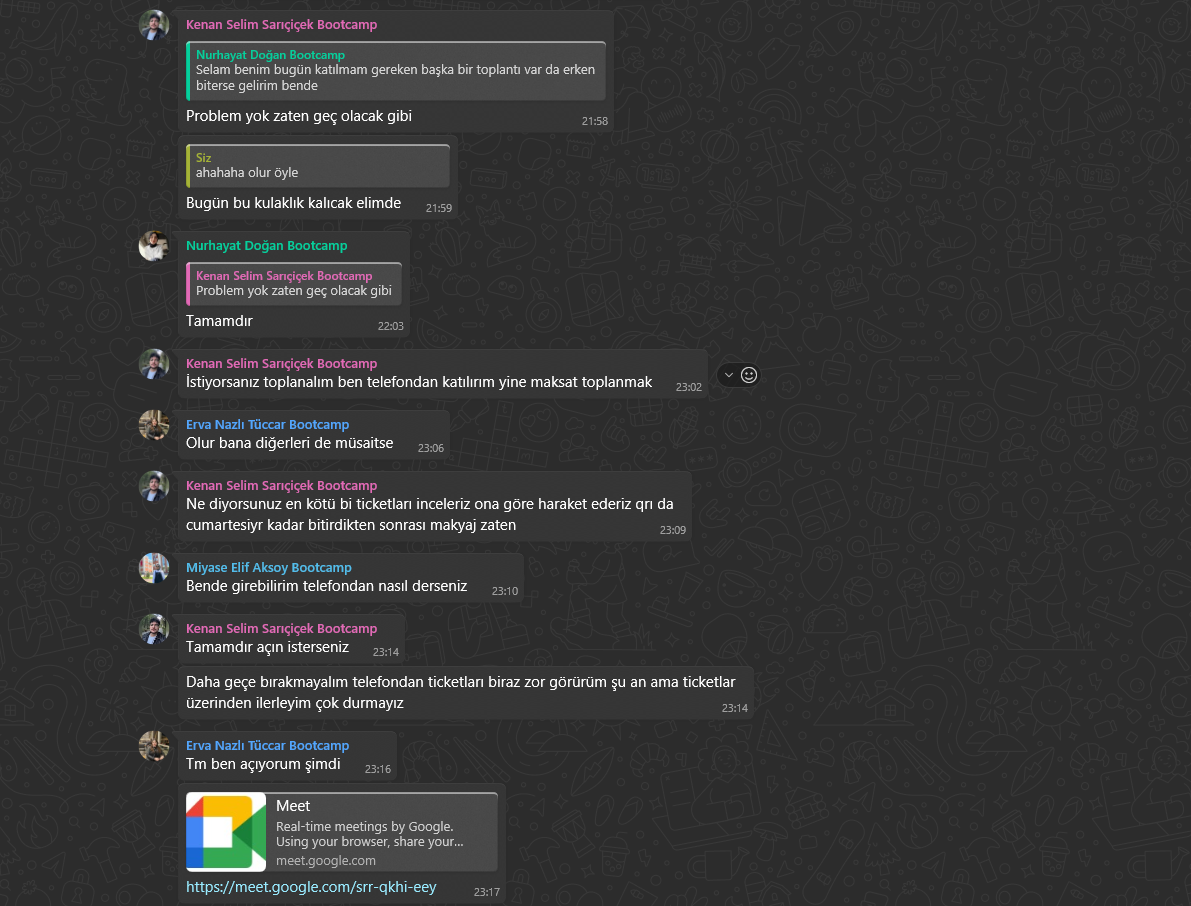 Kenan Selim Sarıçiçek Bootcamp
Nurhayat Doğan Bootcamp
Selam benim bugün katılmam gereken başka bir toplantı var da erken
biterse gelirim bende
Problem yok zaten geç olacak gibi
21:58
Siz
ahahaha olur öyle
Bugün bu kulaklık kalıcak elimde
21:59
Nurhayat Doğan Bootcamp
Kenan Selim Sarıçiçek Bootcamp
Problem yok zaten geç olacak gibi
Tamamdır
22:03
Kenan Selim Sarıçiçek Bootcamp
İstiyorsanız toplanalım ben telefondan katılırım yine maksat toplanmak
23:02
Erva Nazlı Tüccar Bootcamp
Olur bana diğerleri de müsaitse
23:06
Kenan Selim Sarıçiçek Bootcamp
Ne diyorsunuz en kötü bi ticketları inceleriz ona göre haraket ederiz qrı da
cumartesiyr kadar bitirdikten sonrası makyaj zaten
23:09
Miyase Elif Aksoy Bootcamp
Bende girebilirim telefondan nasıl derseniz
23:10
Kenan Selim Sarıçiçek Bootcamp
Tamamdır açın isterseniz
23:14
Daha geçe bırakmayalım telefondan ticketları biraz zor görürüm şu an ama ticketlar
üzerinden ilerleyim çok durmayız
23:14
Erva Nazlı Tüccar Bootcamp
Tm ben açıyorum şimdi
23:16
Meet
Real-time meetings by Google.
Using your browser, share your...
meet.google.com
https://meet.google.com/srr-qkhi-eey
23:17